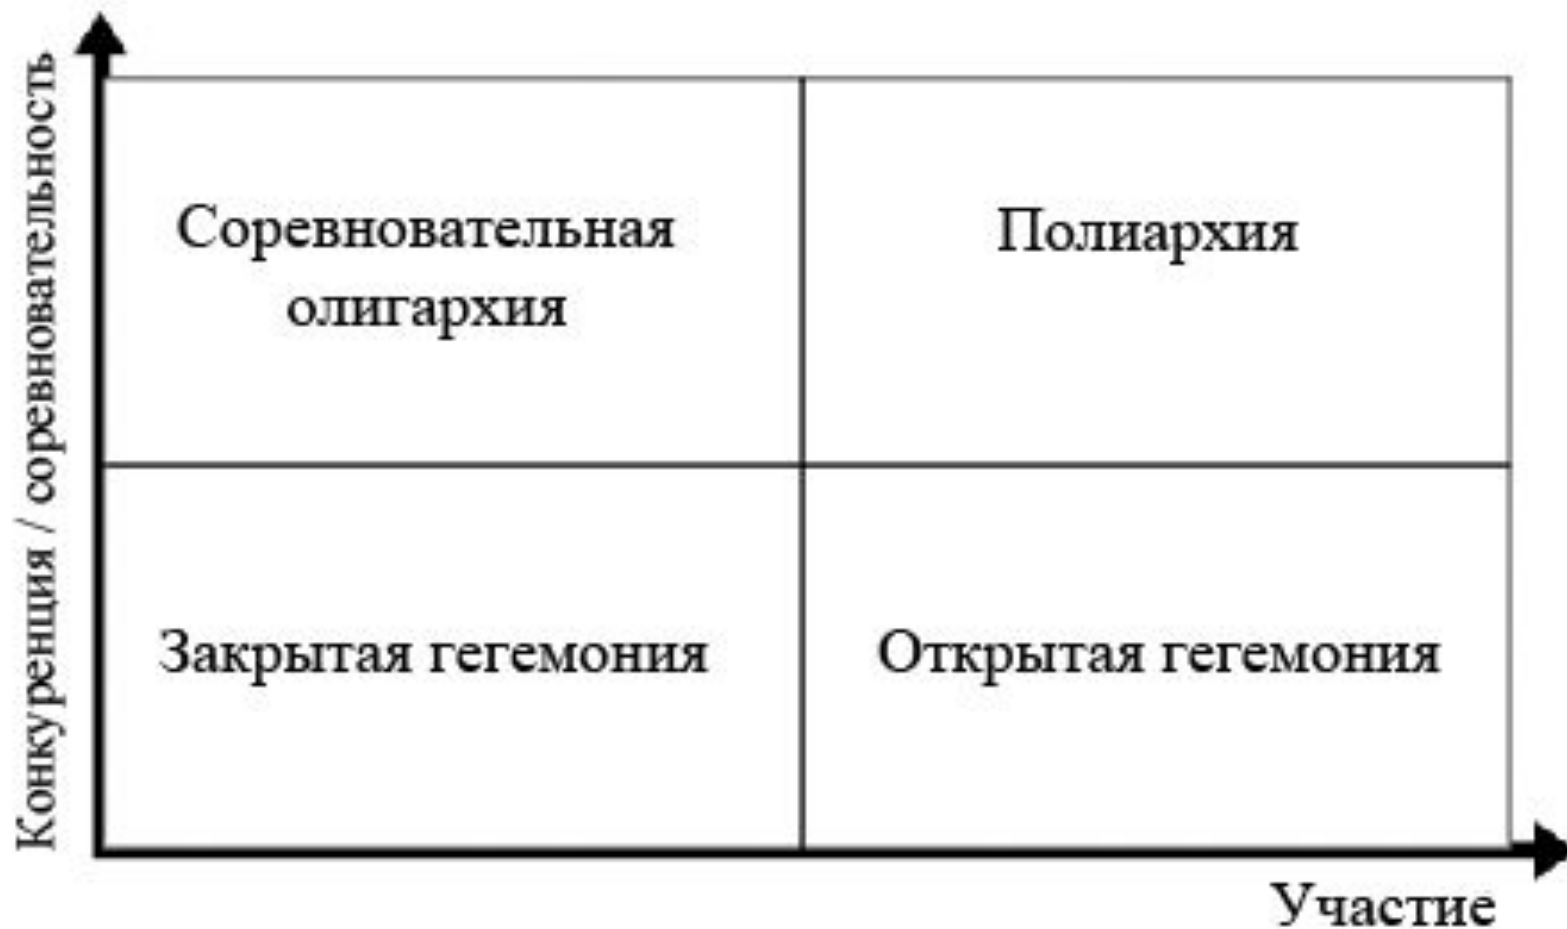 Конкуренция / соревновательность
Соревновательная
олигархия
Полиархия
Закрытая гегемония
Открытая гегемония
Участие